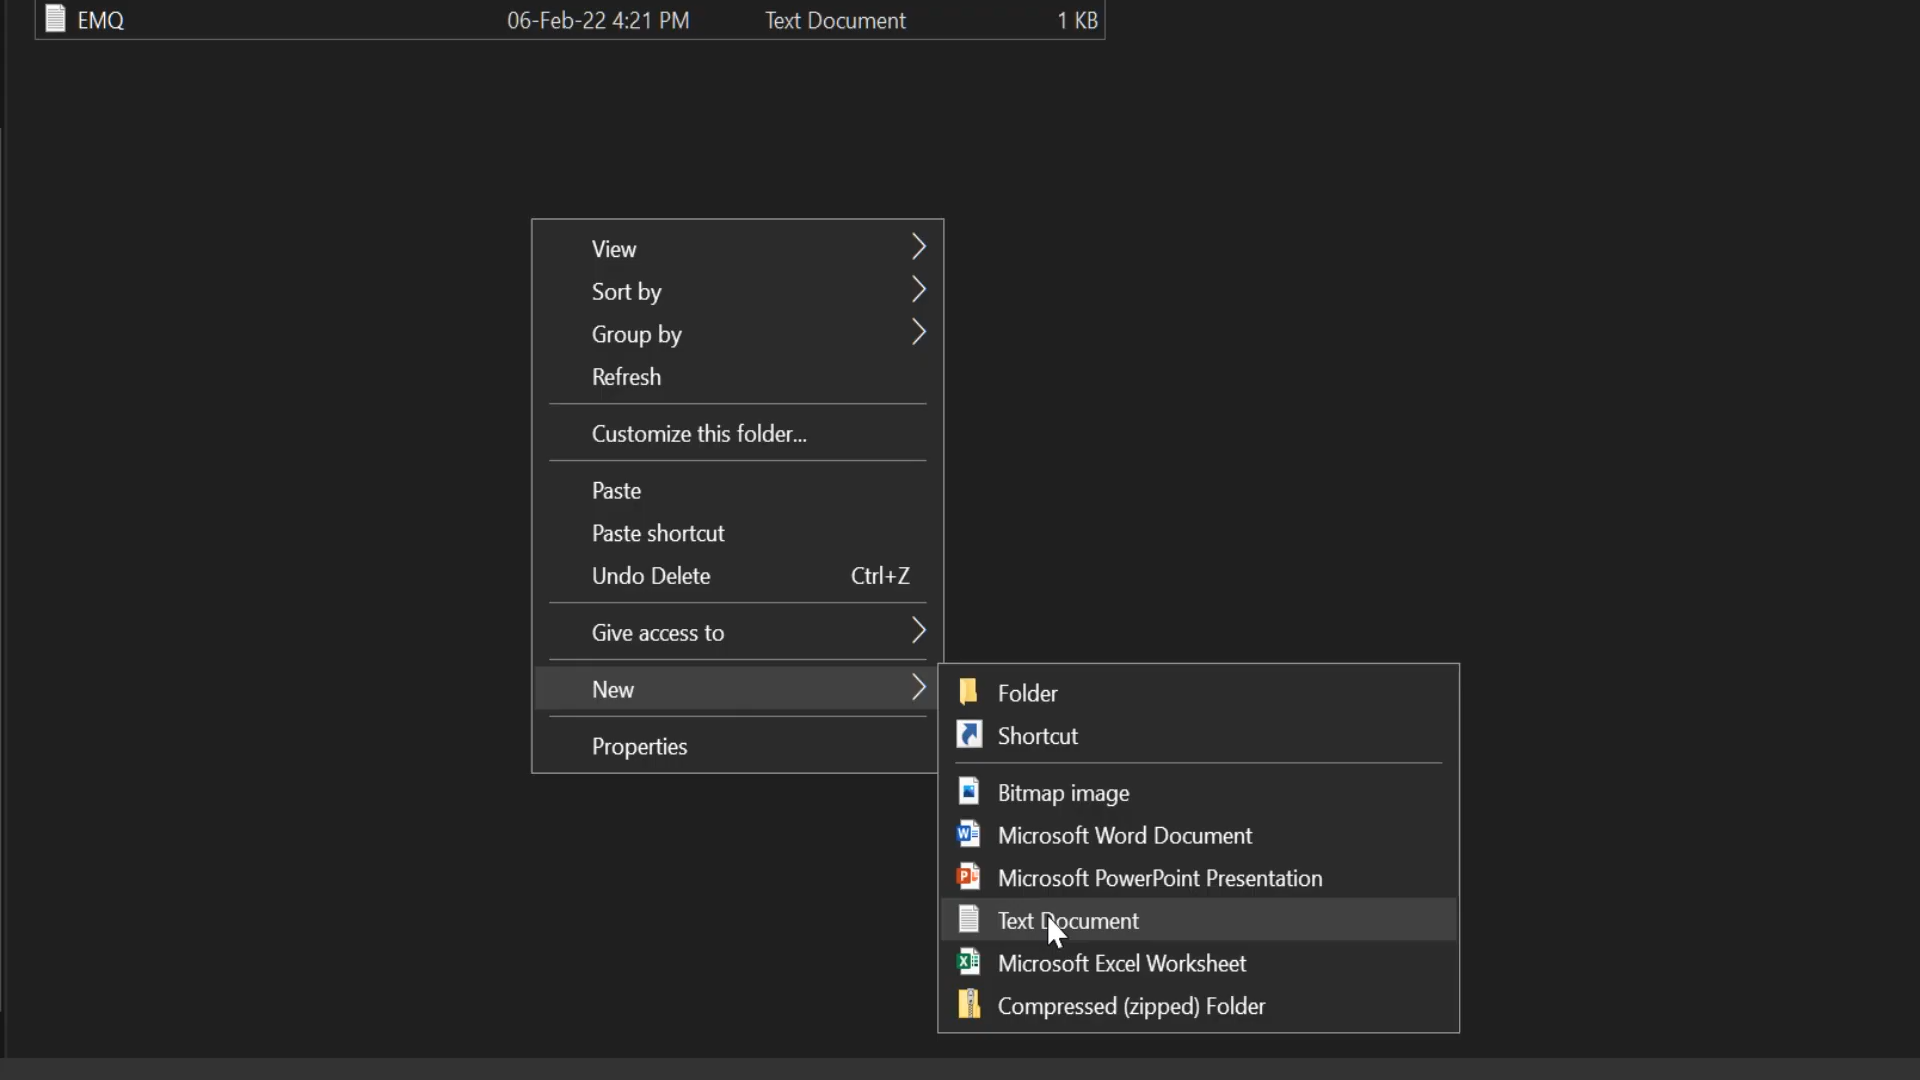 EMQ 06-Feb-22 4:21 PM Text Document 1 KB
View
Sort by
Group by
Refresh
Customize this folder...
Paste
Paste shortcut
Undo Delete Ctrl+Z
Give access to
New
Properties
Folder
Shortcut
Bitmap image
Microsoft Word Document
Microsoft PowerPoint Presentation
Text Document
Microsoft Excel Worksheet
Compressed (zipped) Folder